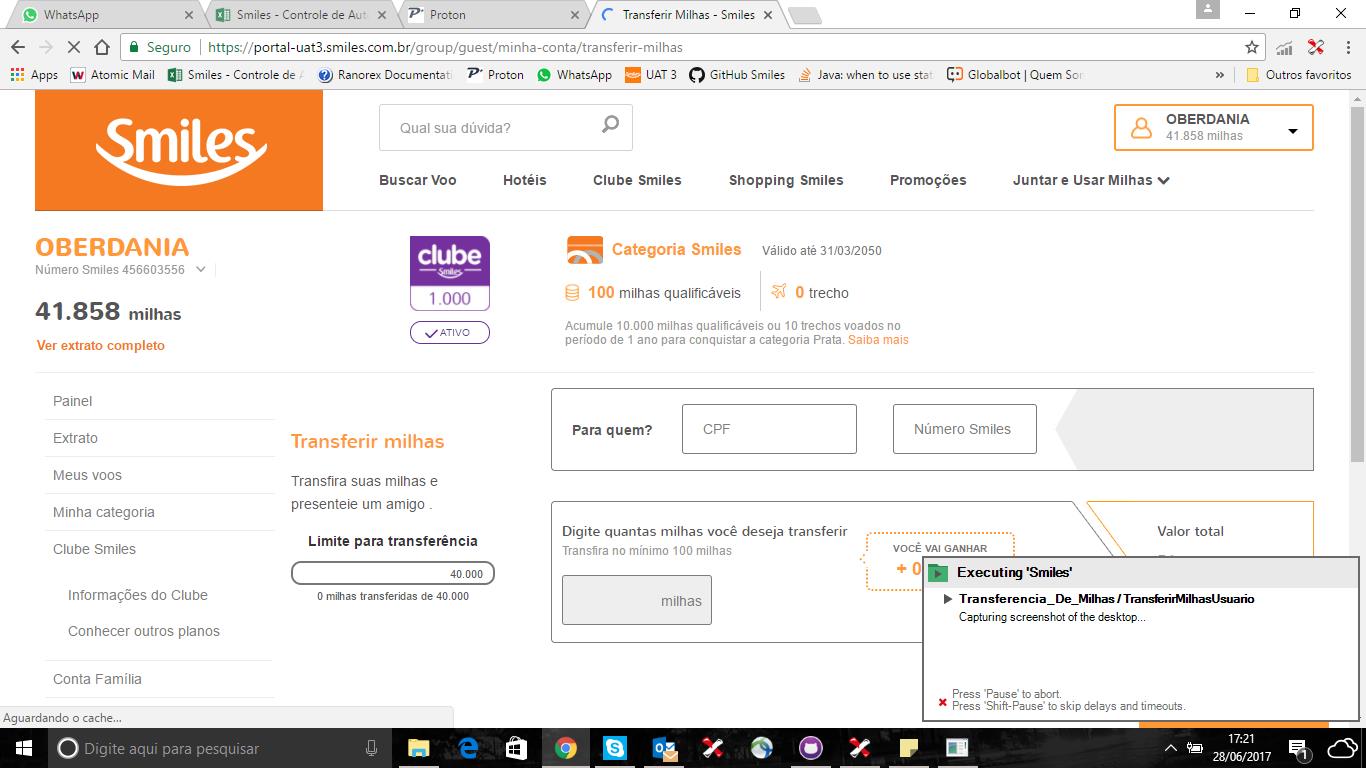 WhatsApp
Smiles - Controle de Aut
Proton
Transferir Milhas - Smiles
Seguro
https://portal-uat3.smiles.com.br/group/guest/minha-conta/transferir-milhas
Apps
Atomic Mail
Smiles - Controle de A
Ranorex Documentati
Proton
WhatsApp
UAT 3
GitHub Smiles
Java: when to use stat
Globalbot | Quem Som
»
Outros favoritos
Smiles
Qual sua dúvida?
OBERDANIA
41.858 milhas
Buscar Voo
Hotéis
Clube Smiles
Shopping Smiles
Promoções
Juntar e Usar Milhas
OBERDANIA
Número Smiles 456603556
41.858 milhas
Ver extrato completo
clube
Smiles
1.000
ATIVO
Categoria Smiles
Válido até 31/03/2050
100 milhas qualificáveis
0 trecho
Acumule 10.000 milhas qualificáveis ou 10 trechos voados no
período de 1 ano para conquistar a categoria Prata. Saiba mais
Painel
Extrato
Meus voos
Minha categoria
Clube Smiles
Informações do Clube
Conhecer outros planos
Conta Família
Transferir milhas
Transfira suas milhas e
presenteie um amigo .
Limite para transferência
40.000
0 milhas transferidas de 40.000
Para quem?
CPF
Número Smiles
Digite quantas milhas você deseja transferir
Transfira no mínimo 100 milhas
milhas
VOCÊ VAI GANHAR
+ 0
Valor total
Executing 'Smiles'
Transferencia_De_Milhas / TransferirMilhasUsuario
Capturing screenshot of the desktop...
Press 'Pause' to abort.
Press 'Shift-Pause' to skip delays and timeouts.
Aguardando o cache...
Digite aqui para pesquisar
17:21
28/06/2017
1